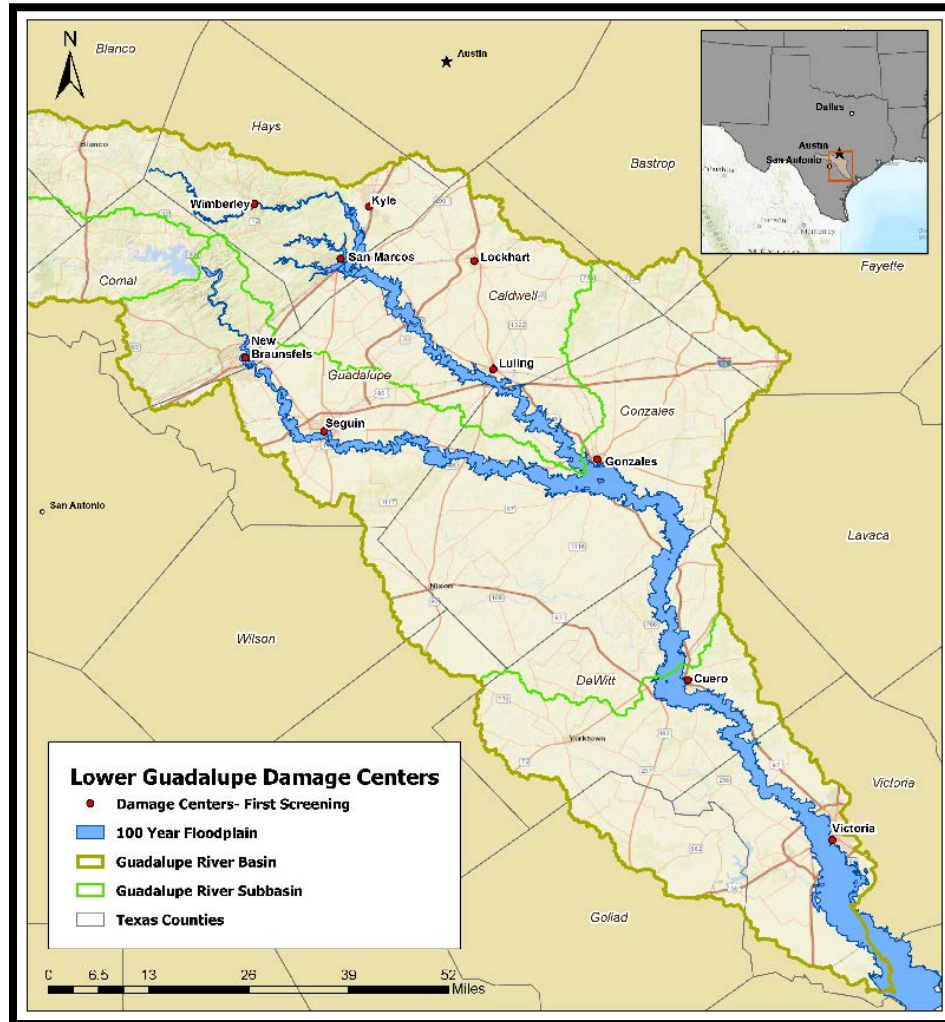 N
Blanco
Austin
Hays
Bastrop
Dallas
Austin
San Antonio
Monterrey
Fayette
Blanco
Wimberley
Kyle
San Marcos
Lockhart
Comal
Caldwell
New
Braunsfels
Luling
Guadalupe
Gonzales
Seguin
Gonzales
San Antonio
Lavaca
Nixon
Wilson
DeWitt
Cuero
Yorktown
Victoria
Victoria
Goliad
Lower Guadalupe Damage Centers
Damage Centers- First Screening
100 Year Floodplain
Guadalupe River Basin
Guadalupe River Subbasin
Texas Counties
0 6.5 13 26 39 52
Miles